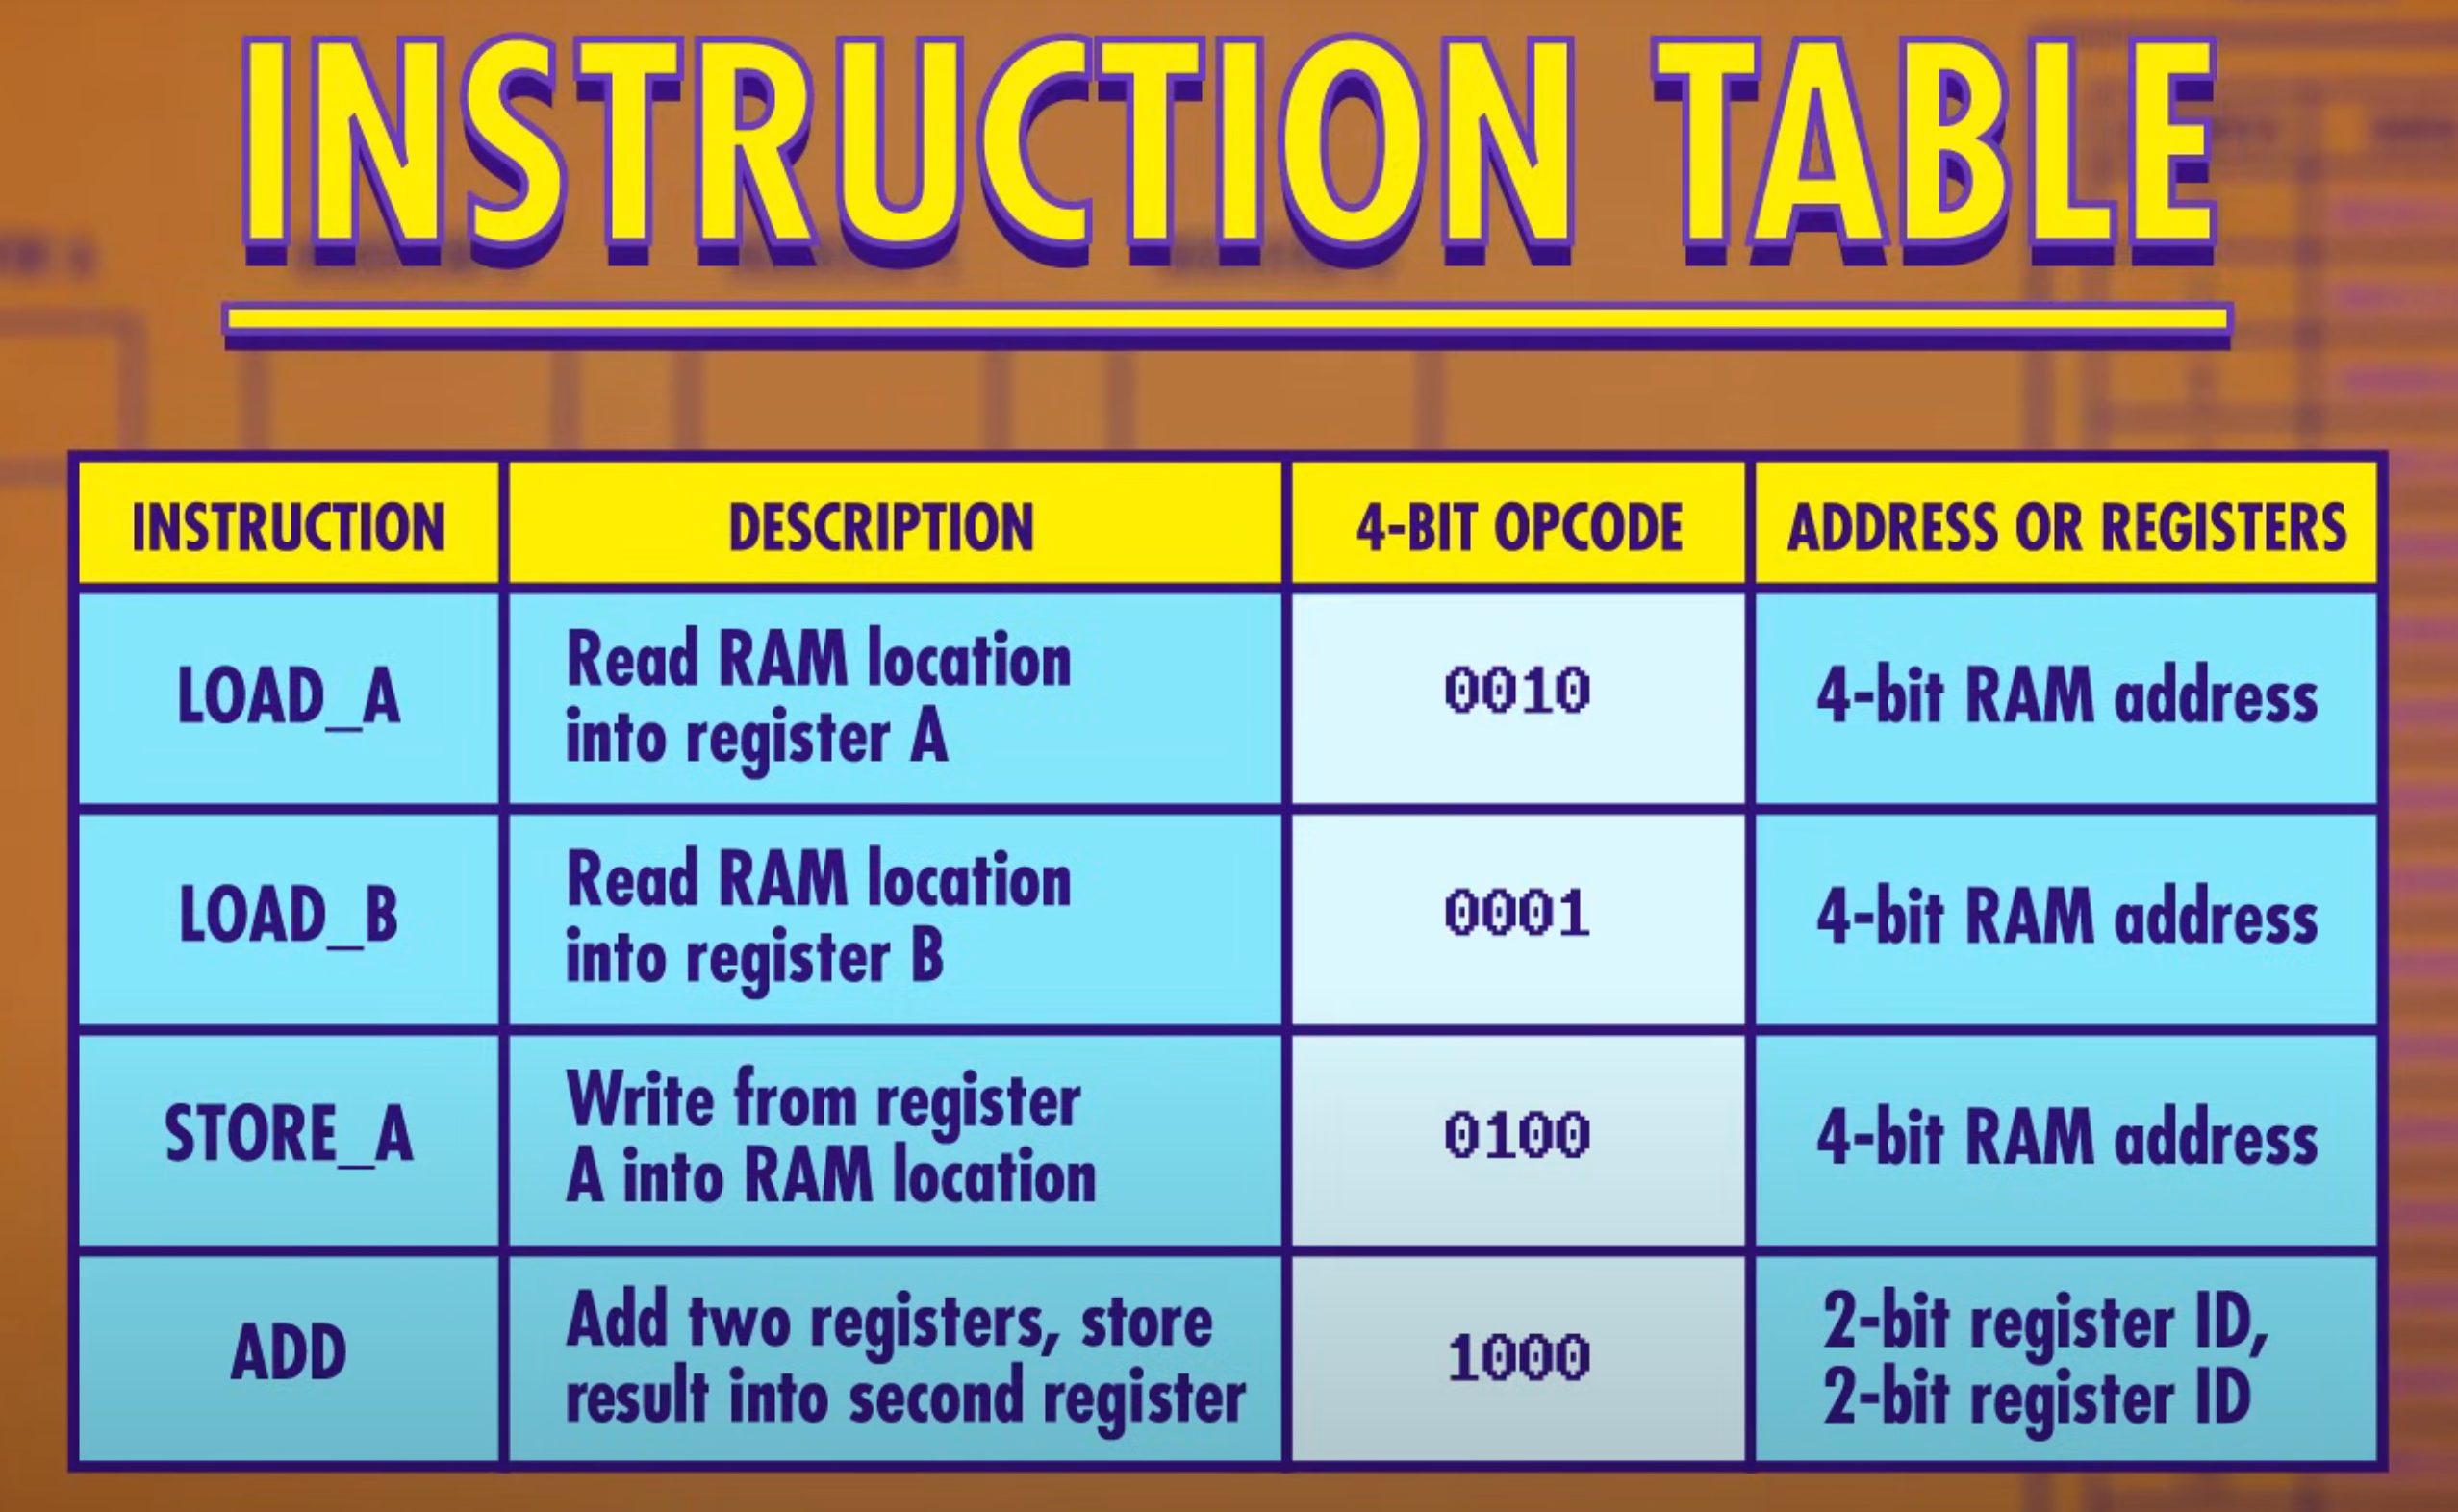 INSTRUCTION TABLE
INSTRUCTION
DESCRIPTION
4-BIT OPCODE
ADDRESS OR REGISTERS
LOAD_A
Read RAM location
into register A
0010
4-bit RAM address
LOAD_B
Read RAM location
into register B
0001
4-bit RAM address
STORE_A
Write from register
A into RAM location
0100
4-bit RAM address
ADD
Add two registers, store
result into second register
1000
2-bit register ID,
2-bit register ID